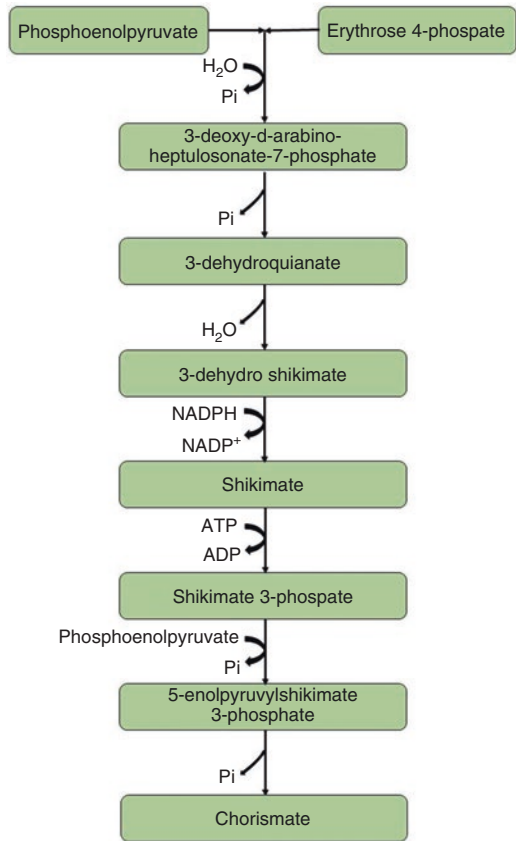 Phosphoenolpyruvate
Erythrose 4-phospate
H₂O
Pi
3-deoxy-d-arabino-
heptulosonate-7-phosphate
Pi
3-dehydroquianate
H₂O
3-dehydro shikimate
NADPH
NADP⁺
Shikimate
ATP
ADP
Shikimate 3-phospate
Phosphoenolpyruvate
Pi
5-enolpyruvylshikimate
3-phosphate
Pi
Chorismate